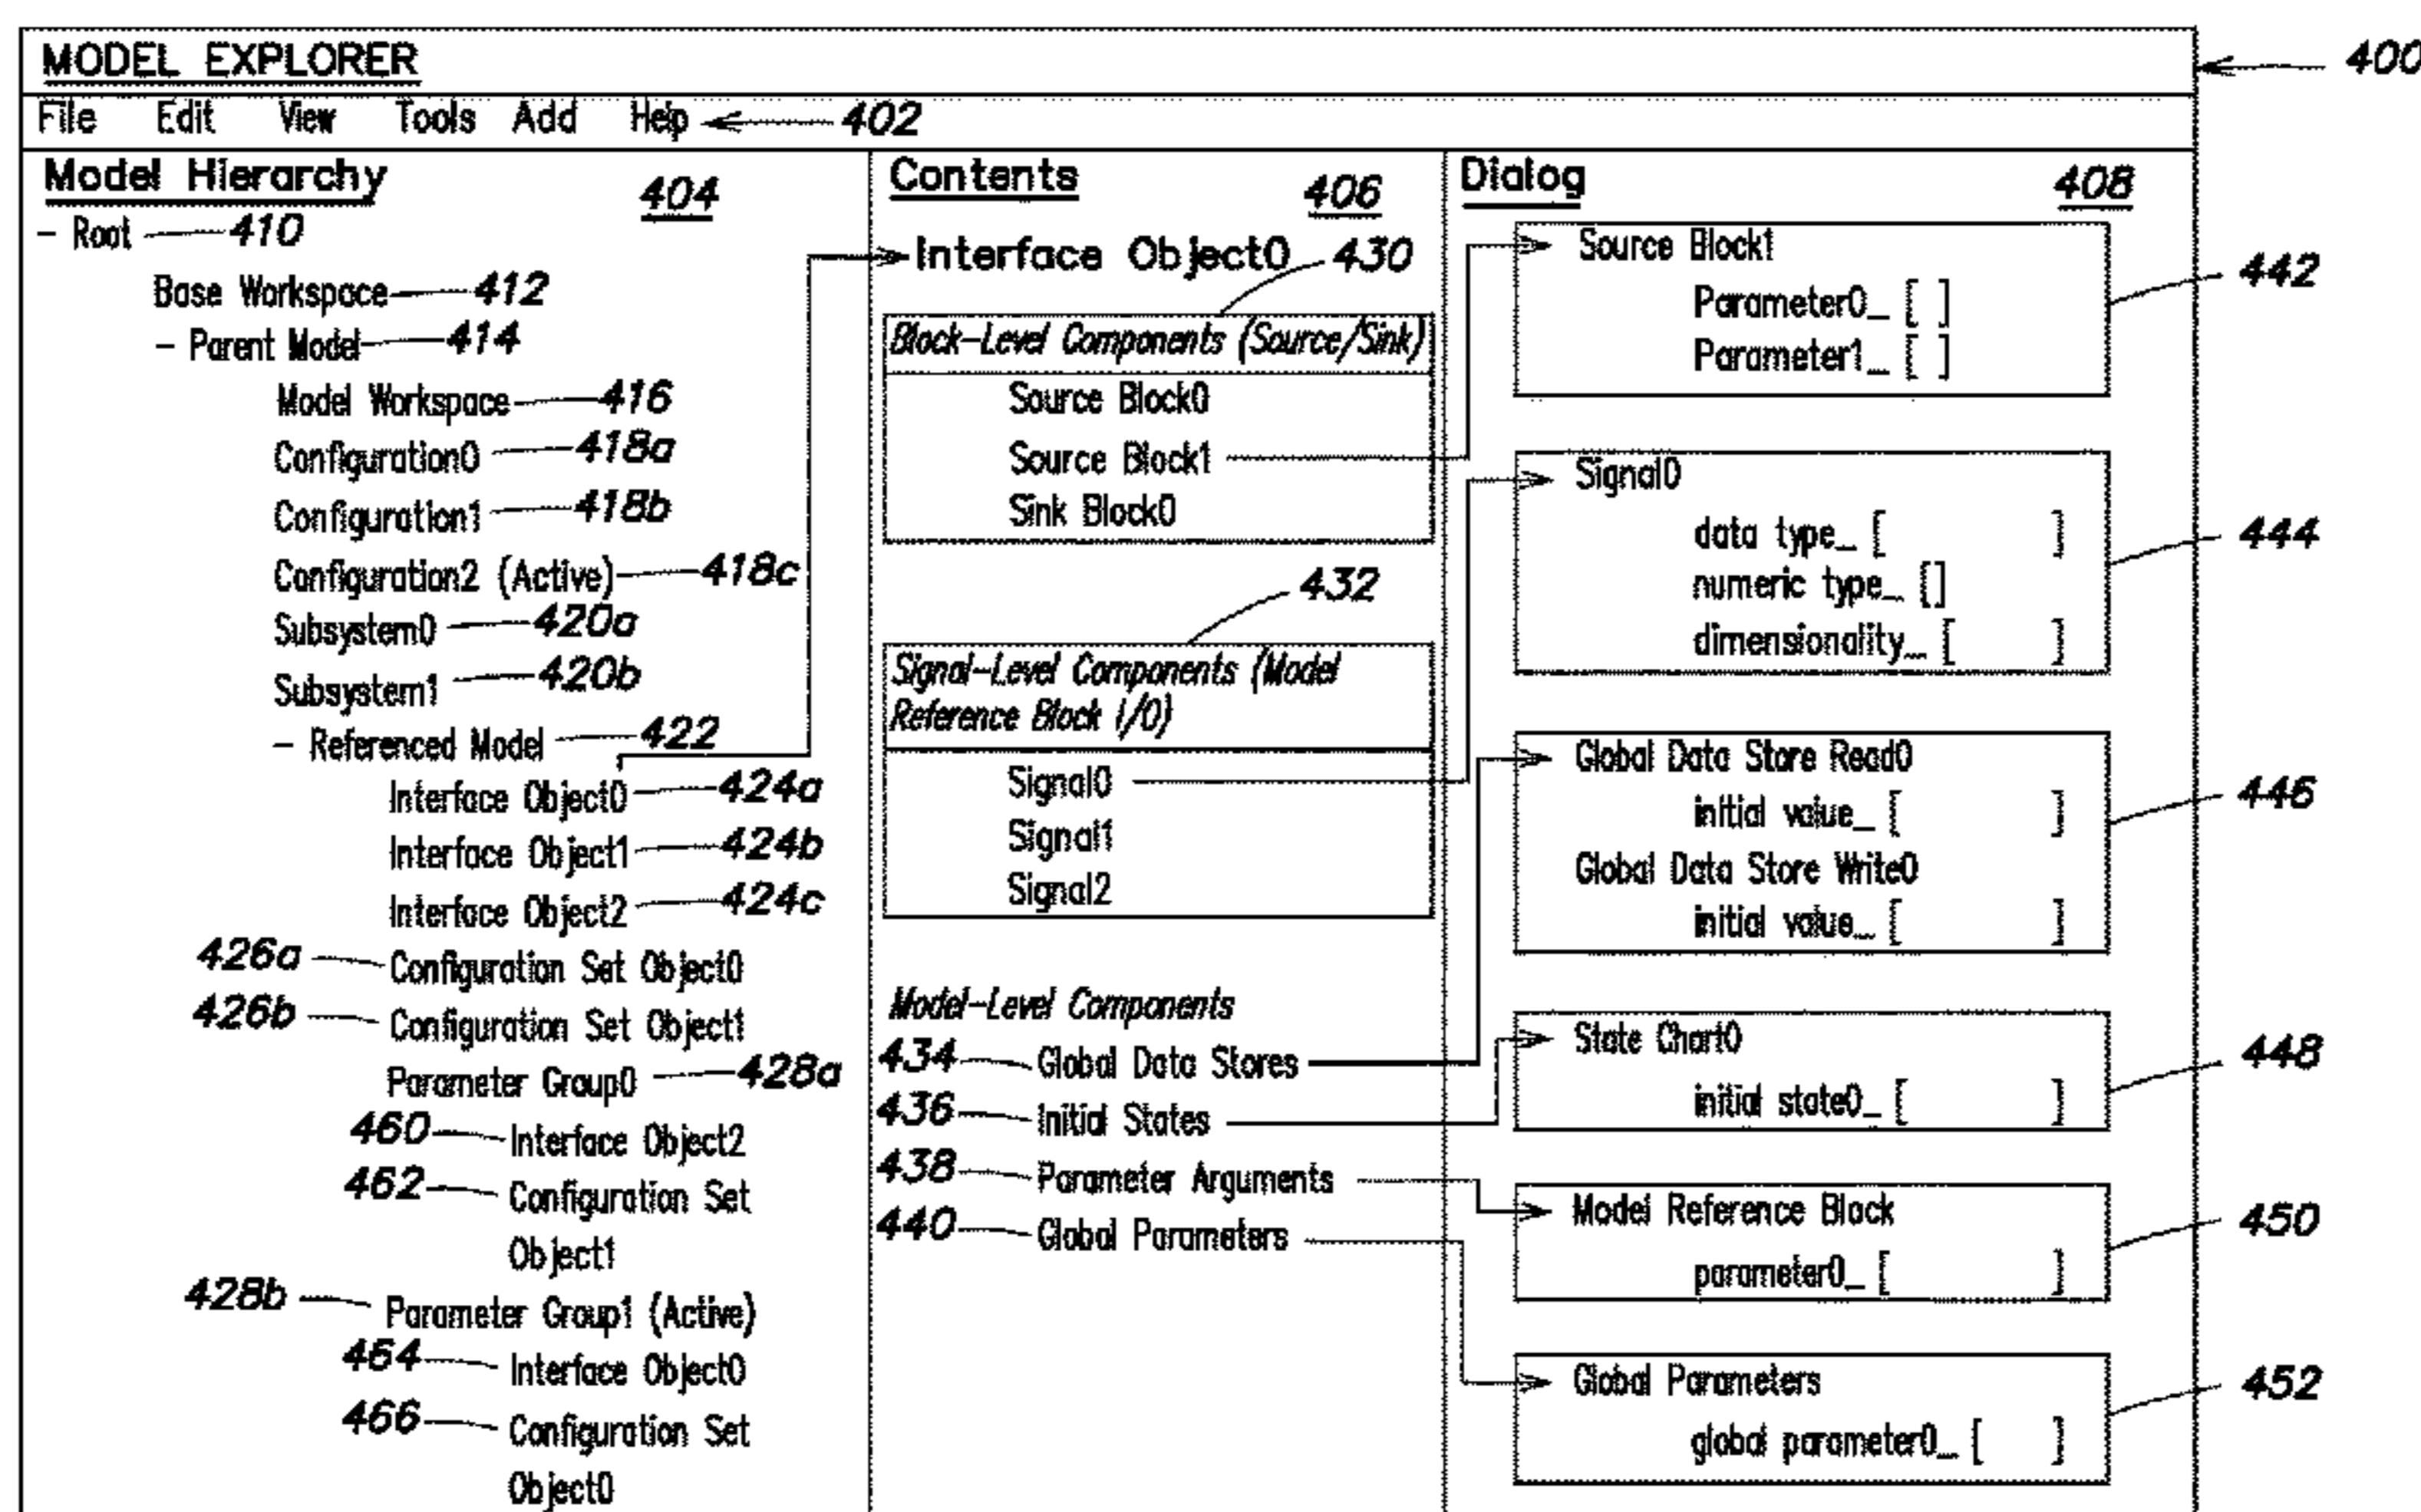 MODEL EXPLORER
400
File Edit View Tools Add Help 402
Model Hierarchy 404
- Root 410
Base Workspace 412
- Parent Model 414
Model Workspace 416
Configuration0 418a
Configuration1 418b
Configuration2 (Active) 418c
Subsystem0 420a
Subsystem1 420b
- Referenced Model 422
Interface Object0 424a
Interface Object1 424b
Interface Object2 424c
426a Configuration Set Object0
426b Configuration Set Object1
Parameter Group0 428a
460 Interface Object2
462 Configuration Set
Object1
428b Parameter Group1 (Active)
464 Interface Object0
466 Configuration Set
Object0
Contents 406
Interface Object0 430
Block-Level Components (Source/Sink)
Source Block0
Source Block1
Sink Block0
432
Signal-Level Components (Model
Reference Block I/O)
Signal0
Signal1
Signal2
Model-Level Components
434 Global Data Stores
436 Initial States
438 Parameter Arguments
440 Global Parameters
Dialog 408
Source Block1
442
Parameter0_ [ ]
Parameter1_ [ ]
Signal0
data type_ [ ] 444
numeric type_ []
dimensionality_ [ ]
Global Data Store Read0
initial value_ [ ] 446
Global Data Store Write0
initial value_ [ ]
State Chart0
448
initial state0_ [ ]
Model Reference Block
450
parameter0_ [ ]
Global Parameters
452
global parameter0_ [ ]